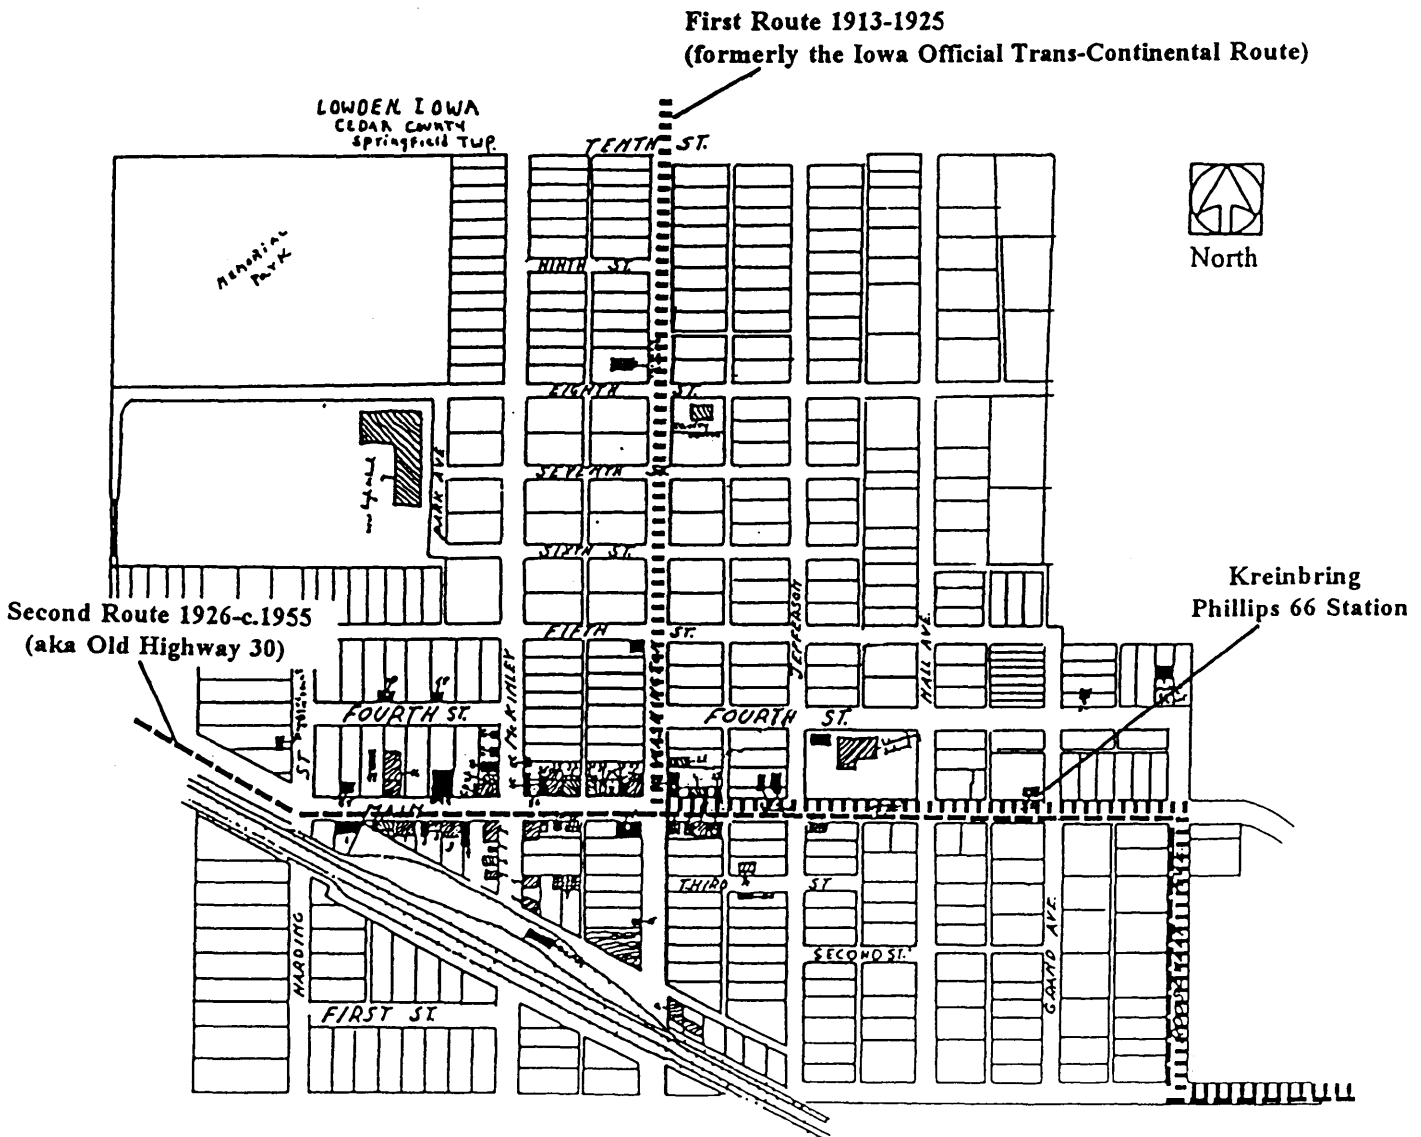 First Route 1913-1925
(formerly the Iowa Official Trans-Continental Route)
LOWDEN IOWA
CEDAR COUNTY
Springfield TWP.
TENTH ST.
MEMORIAL
PARK
North
NINTH ST.
EIGHTH ST.
SEVENTH
PARK AVE
SIXTH ST.
Kreinbring
Phillips 66 Station
Second Route 1926-c.1955
(aka Old Highway 30)
FIFTH ST.
JEFFERSON
HALL AVE.
McKINLEY
FOURTH ST.
FOURTH ST.
ST
MAIN
THIRD ST
HARDING
SECOND ST.
GRAND AVE.
FIRST ST.